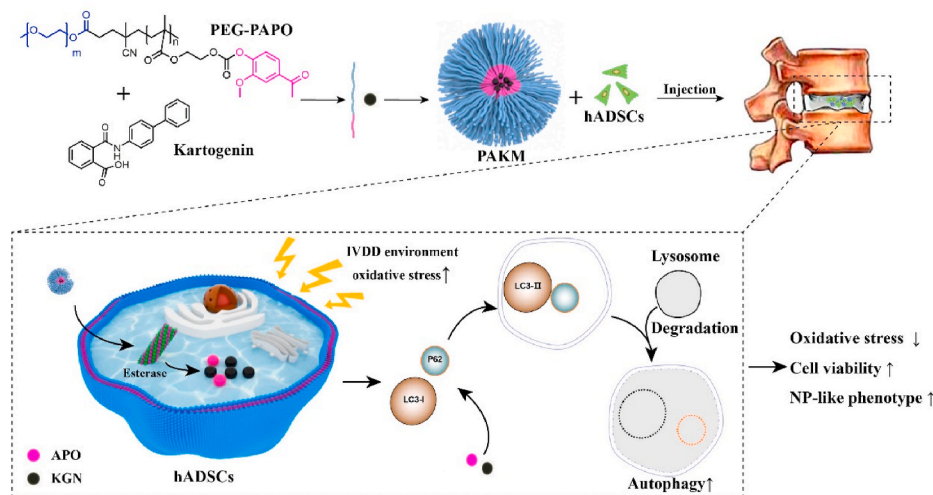 PEG-PAPO
O
O
m
CN
n
O
O
O
O
O
O
O
O
O
+
Kartogenin
O
N
H
OH
O
PAKM
+
hADSCs
Injection
IVDD environment
oxidative stress↑
Esterase
APO
KGN
hADSCs
P62
LC3-I
LC3-II
Lysosome
Degradation
Autophagy↑
Oxidative stress ↓
Cell viability ↑
NP-like phenotype ↑